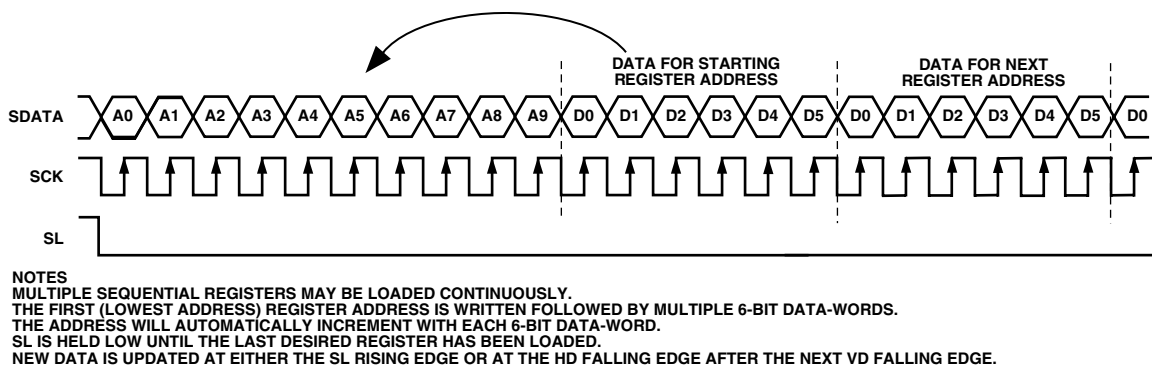 DATA FOR STARTING
REGISTER ADDRESS
DATA FOR NEXT
REGISTER ADDRESS
SDATA A0 A1 A2 A3 A4 A5 A6 A7 A8 A9 D0 D1 D2 D3 D4 D5 D0 D1 D2 D3 D4 D5 D0
SCK
SL
NOTES
MULTIPLE SEQUENTIAL REGISTERS MAY BE LOADED CONTINUOUSLY.
THE FIRST (LOWEST ADDRESS) REGISTER ADDRESS IS WRITTEN FOLLOWED BY MULTIPLE 6-BIT DATA-WORDS.
THE ADDRESS WILL AUTOMATICALLY INCREMENT WITH EACH 6-BIT DATA-WORD.
SL IS HELD LOW UNTIL THE LAST DESIRED REGISTER HAS BEEN LOADED.
NEW DATA IS UPDATED AT EITHER THE SL RISING EDGE OR AT THE HD FALLING EDGE AFTER THE NEXT VD FALLING EDGE.